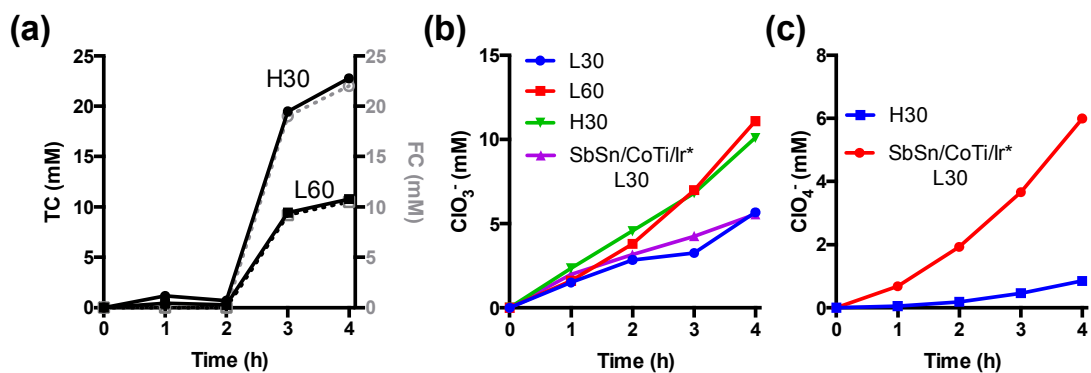 (a)
TC (mM)
25
20
15
10
5
0
H30
L60
25
20
15
10
5
0
FC (mM)
0 1 2 3 4
Time (h)
(b)
ClO3- (mM)
15
10
5
0
L30
L60
H30
SbSn/CoTi/Ir*
L30
0 1 2 3 4
Time (h)
(c)
ClO4- (mM)
8
6
4
2
0
H30
SbSn/CoTi/Ir*
L30
0 1 2 3 4
Time (h)